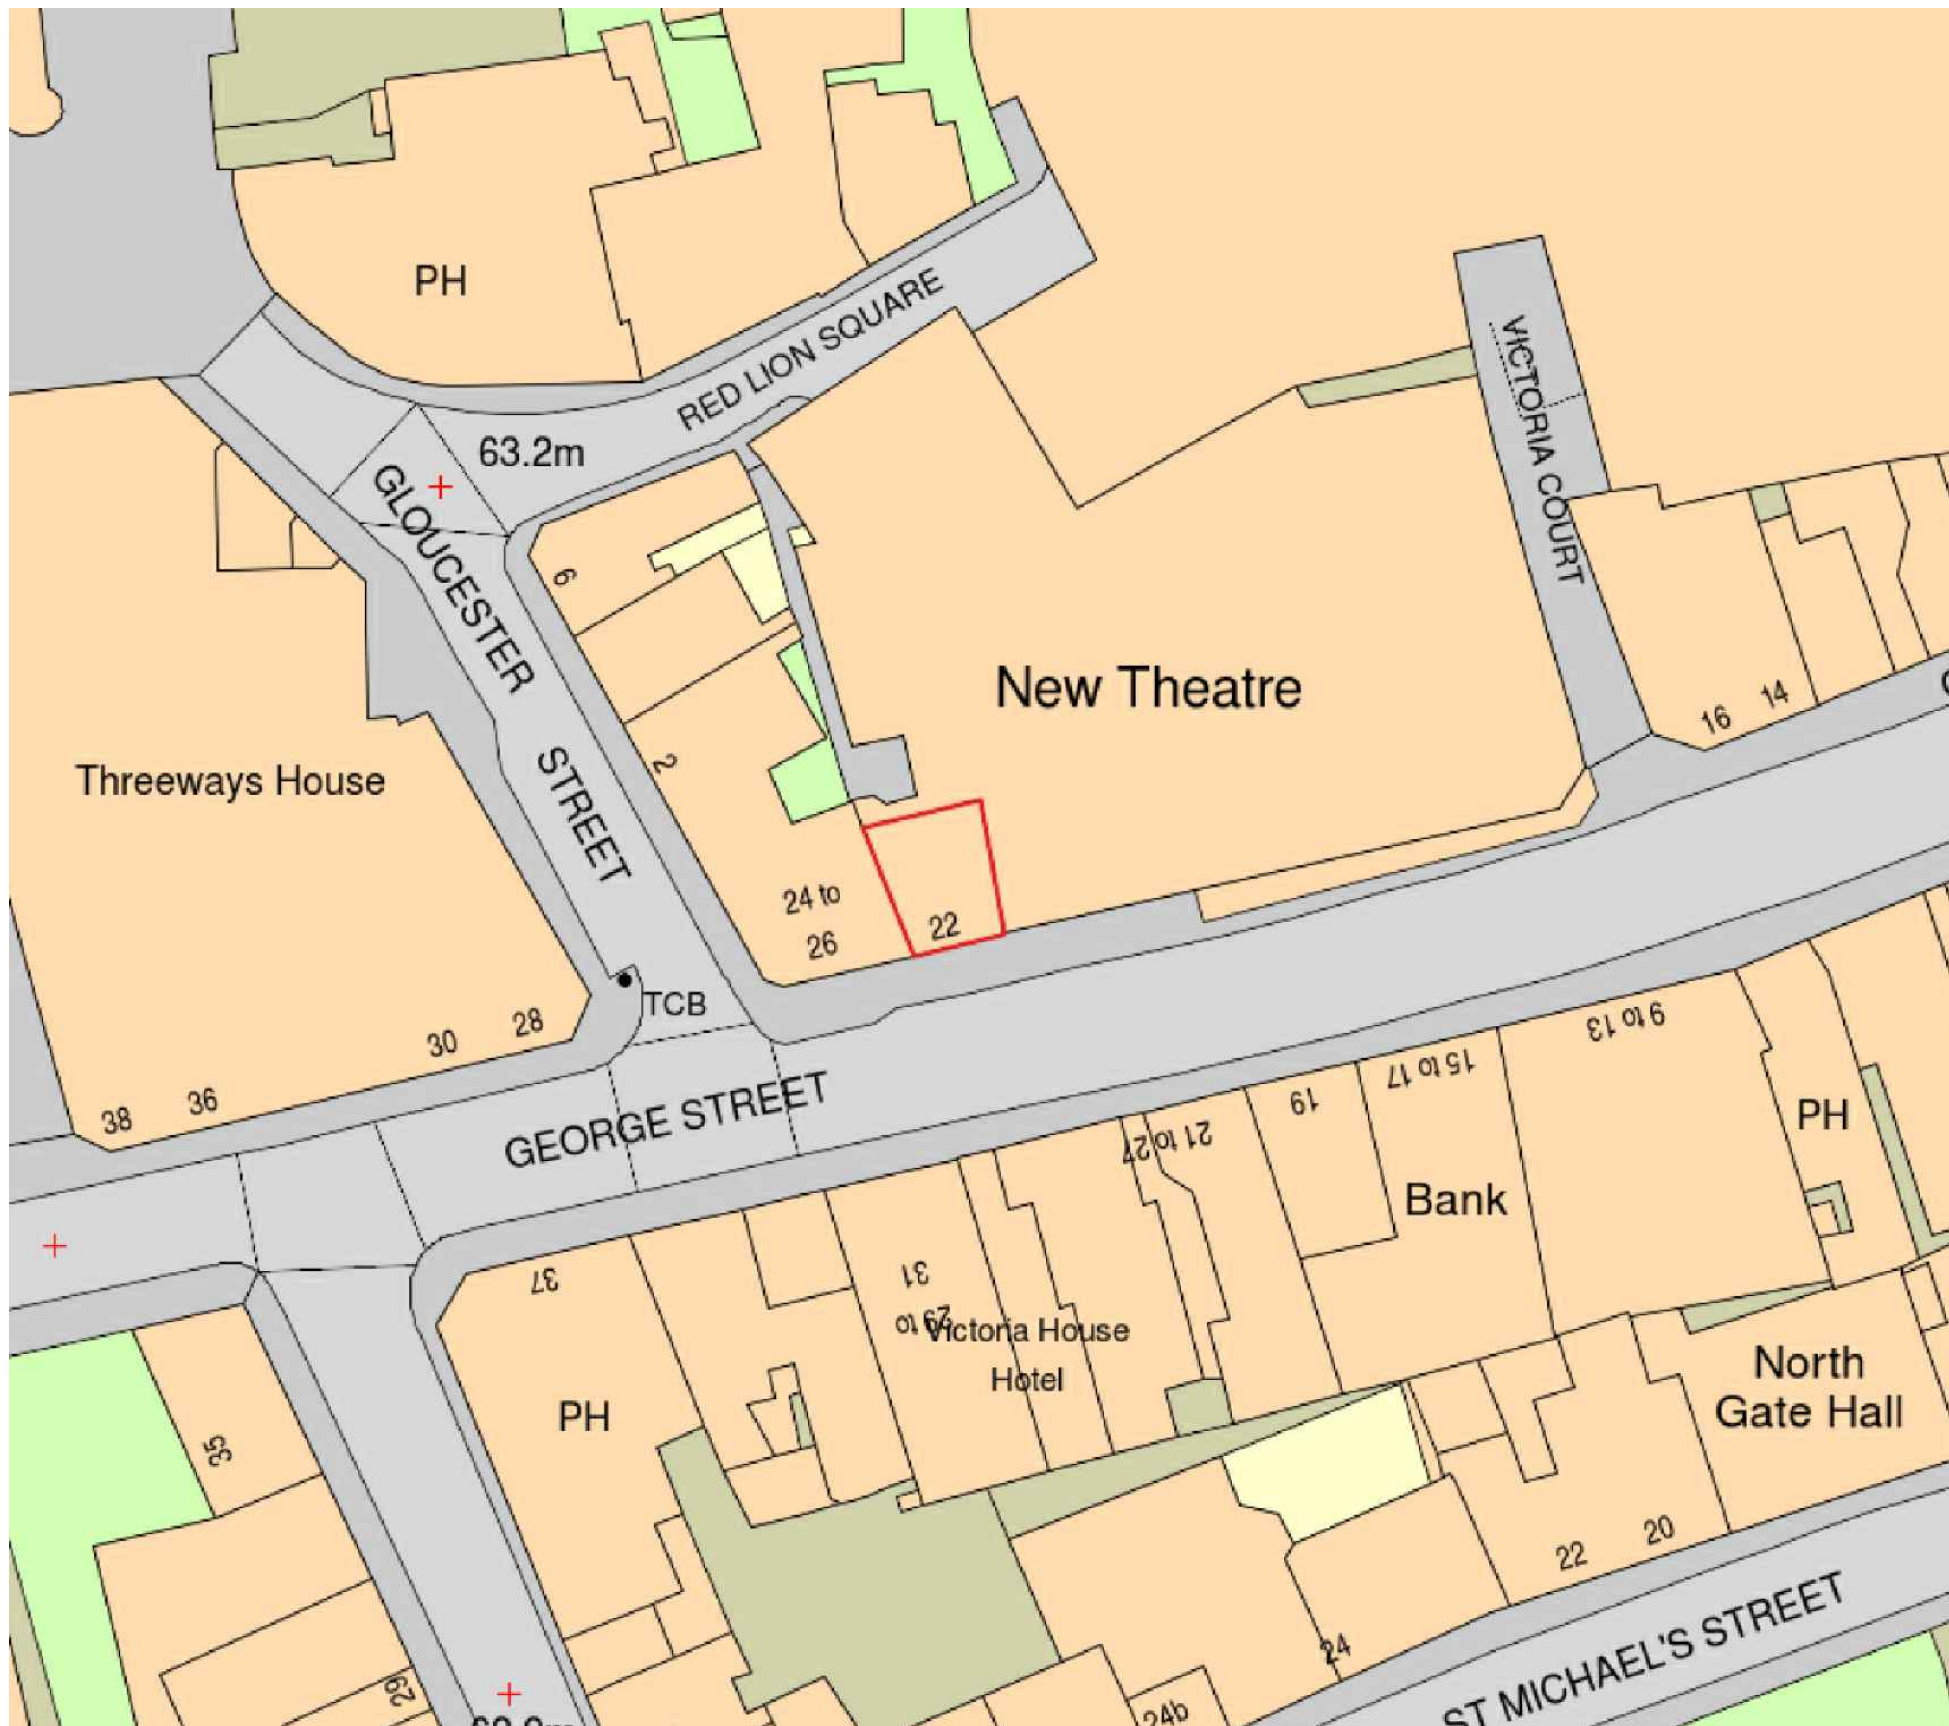 PH
RED LION SQUARE
63.2m
VICTORIA COURT
GLOUCESTER
STREET
6
New Theatre
16
14
2
Threeways House
24 to
26
22
TCB
30
28
38
36
GEORGE STREET
9 to 13
15 to 17
19
21 to 27
PH
Bank
37
31
29 to
Victoria House
Hotel
North
Gate Hall
PH
35
22
20
24
ST MICHAEL'S STREET
29
24b